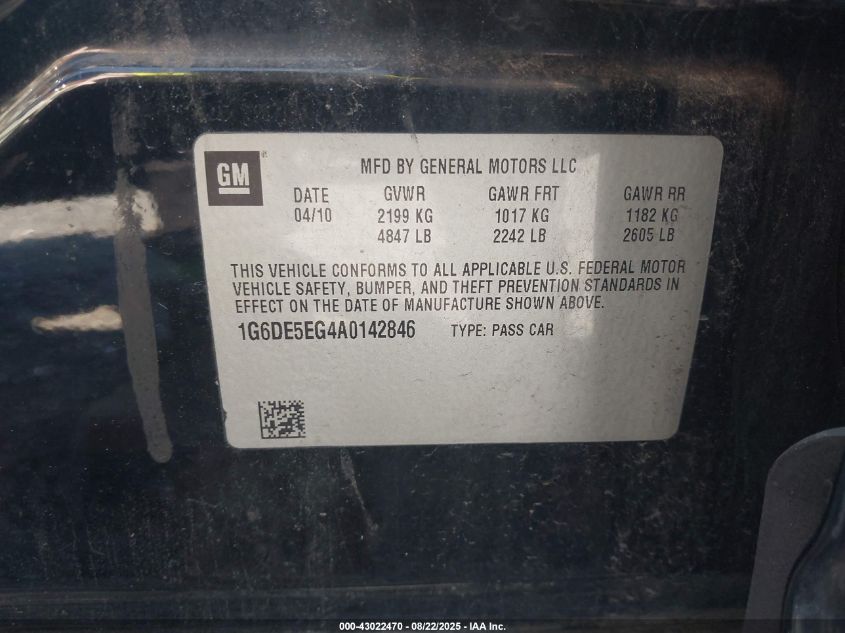 GM
MFD BY GENERAL MOTORS LLC
DATE GVWR GAWR FRT GAWR RR
04/10 2199 KG 1017 KG 1182 KG
4847 LB 2242 LB 2605 LB
THIS VEHICLE CONFORMS TO ALL APPLICABLE U.S. FEDERAL MOTOR
VEHICLE SAFETY, BUMPER, AND THEFT PREVENTION STANDARDS IN
EFFECT ON THE DATE OF MANUFACTURE SHOWN ABOVE.
1G6DE5EG4A0142846 TYPE: PASS CAR
000-43022470 - 08/22/2025 - IAA Inc.